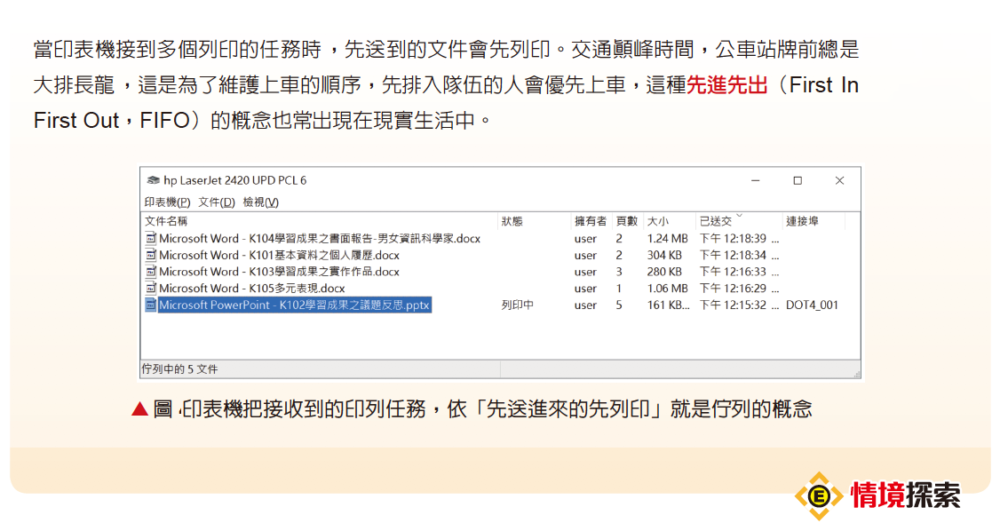 當印表機接到多個列印的任務時，先送到的文件會先列印。交通顛峰時間，公車站牌前總是
大排長龍，這是為了維護上車的順序，先排入隊伍的人會優先上車，這種先進先出（First In
First Out，FIFO）的概念也常出現在現實生活中。
hp LaserJet 2420 UPD PCL 6
印表機(P) 文件(D) 檢視(V)
文件名稱 狀態 擁有者 頁數 大小 已送交 連接埠
Microsoft Word - K104學習成果之書面報告-男女資訊科學家.docx user 2 1.24 MB 下午 12:18:39 ...
Microsoft Word - K101基本資料之個人履歷.docx user 2 304 KB 下午 12:18:34 ...
Microsoft Word - K103學習成果之實作作品.docx user 3 280 KB 下午 12:16:33 ...
Microsoft Word - K105多元表現.docx user 1 1.06 MB 下午 12:16:29 ...
Microsoft PowerPoint - K102學習成果之議題反思.pptx 列印中 user 5 161 KB... 下午 12:15:32 ... DOT4_001
佇列中的 5 文件
▲圖 印表機把接收到的印列任務，依「先送進來的先列印」就是佇列的概念
E 情境探索